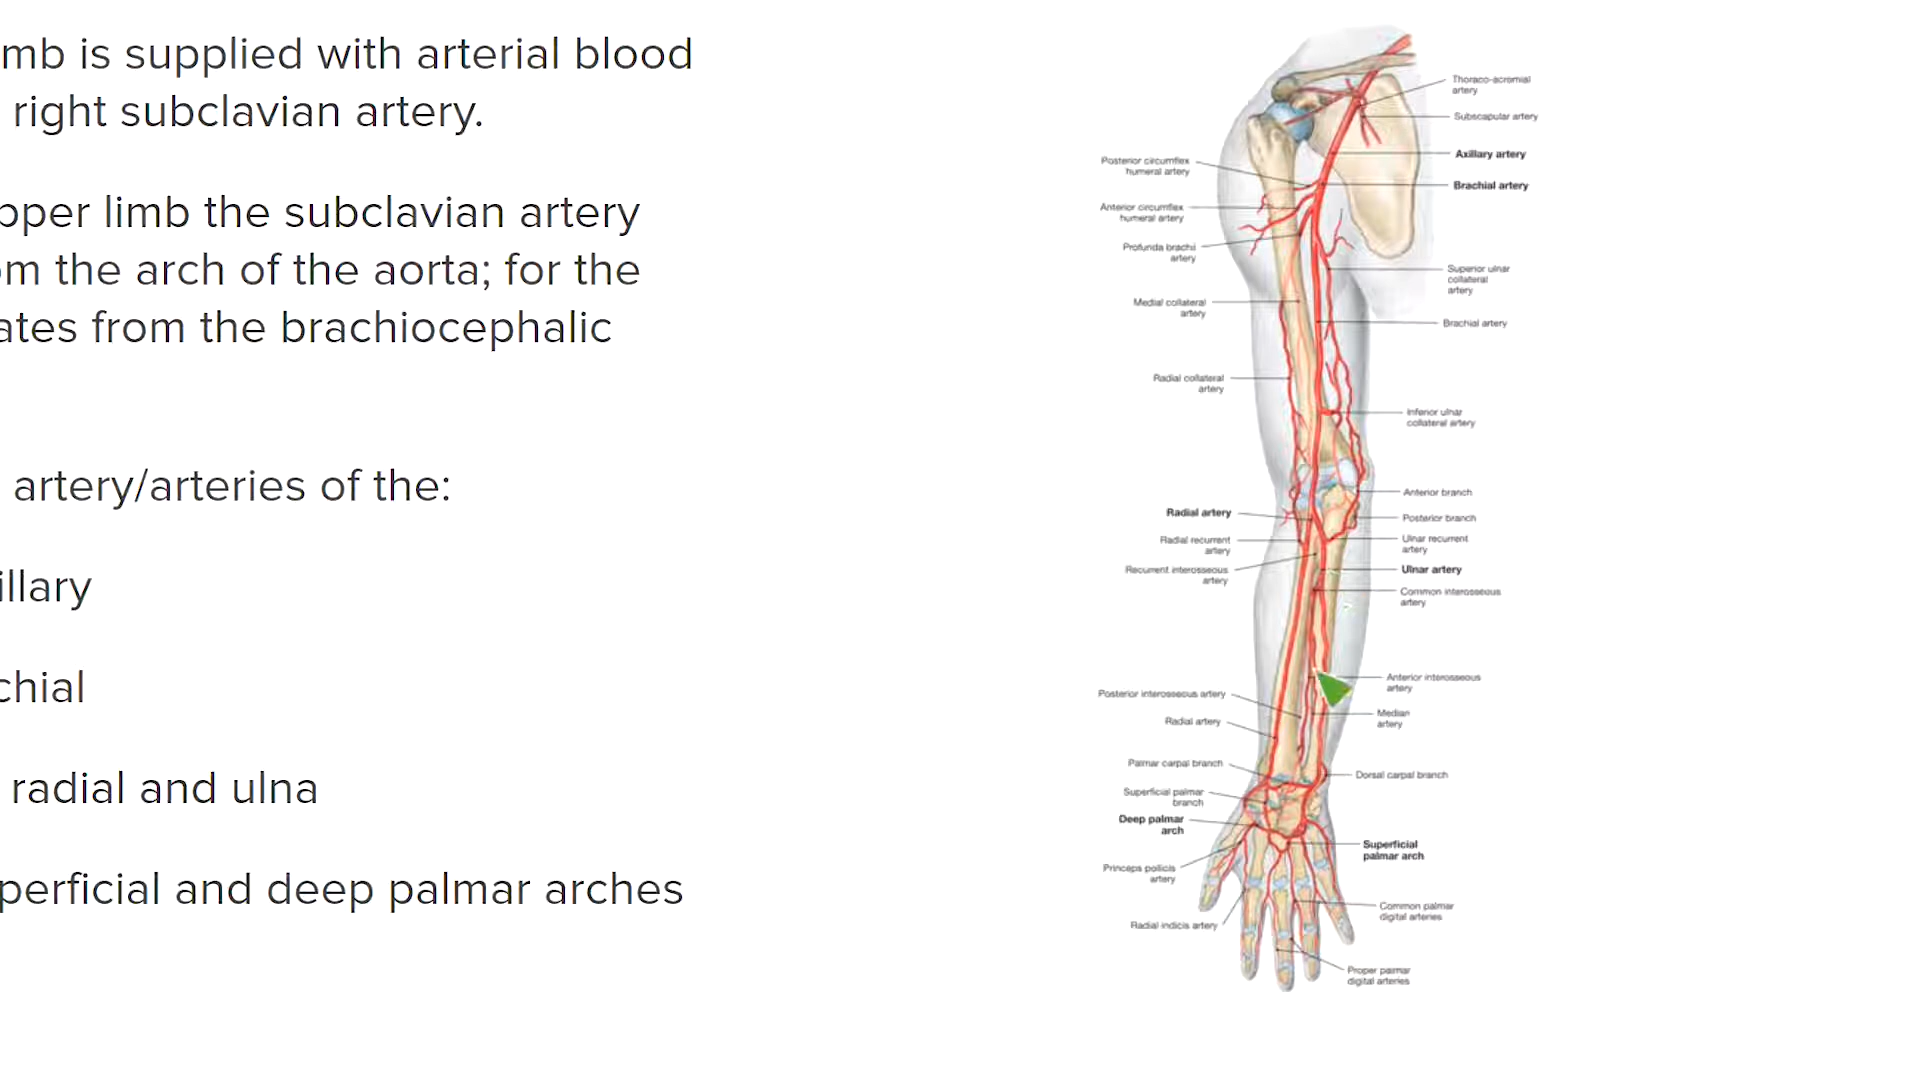 mb is supplied with arterial blood
right subclavian artery.
pper limb the subclavian artery
om the arch of the aorta; for the
ates from the brachiocephalic
artery/arteries of the:
illary
chial
radial and ulna
perficial and deep palmar arches
Thoraco-acromial
artery
Subscapular artery
Axillary artery
Brachial artery
Posterior circumflex
humeral artery
Anterior circumflex
humeral artery
Profunda brachii
artery
Superior ulnar
collateral
artery
Medial collateral
artery
Brachial artery
Radial collateral
artery
Inferior ulnar
collateral artery
Anterior branch
Radial artery
Posterior branch
Radial recurrent
artery
Ulnar recurrent
artery
Recurrent interosseous
artery
Ulnar artery
Common interosseous
artery
Anterior interosseous
artery
Posterior interosseous artery
Median
artery
Radial artery
Palmar carpal branch
Dorsal carpal branch
Superficial palmar
branch
Deep palmar
arch
Superficial
palmar arch
Princeps pollicis
artery
Common palmar
digital arteries
Radial indicis artery
Proper palmar
digital arteries